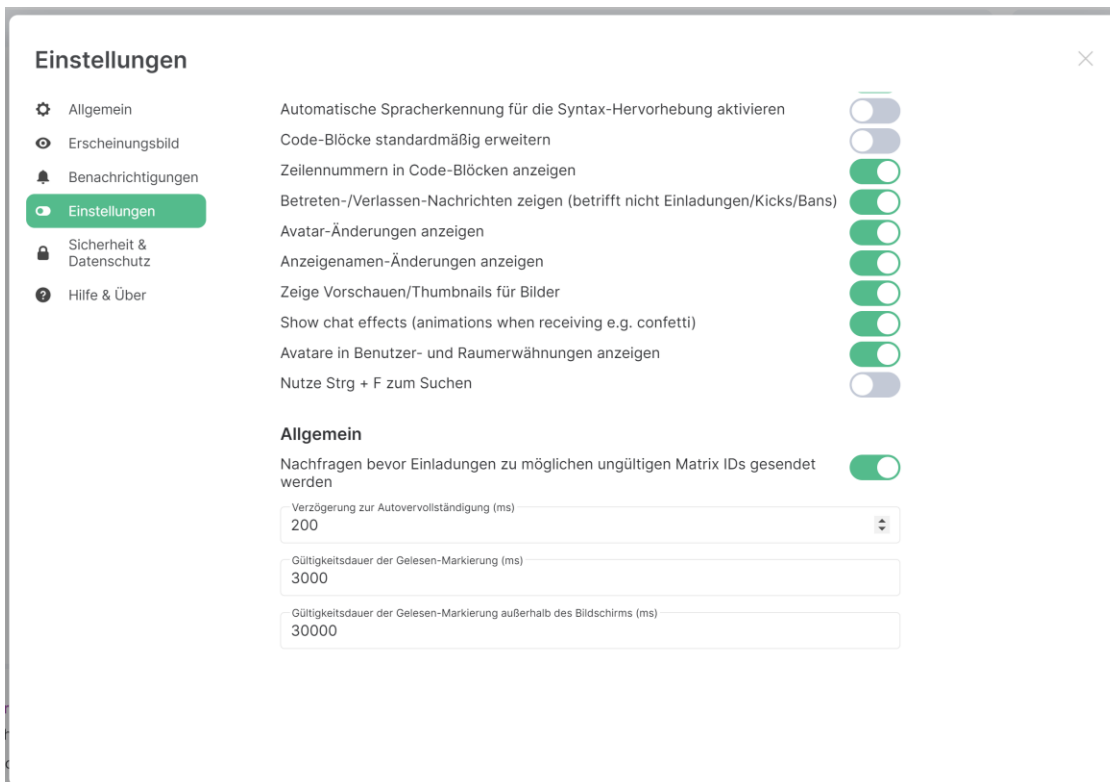 Einstellungen
Allgemein
Erscheinungsbild
Benachrichtigungen
Einstellungen
Sicherheit &
Datenschutz
Hilfe & Über
Automatische Spracherkennung für die Syntax-Hervorhebung aktivieren
Code-Blöcke standardmäßig erweitern
Zeilennummern in Code-Blöcken anzeigen
Betreten-/Verlassen-Nachrichten zeigen (betrifft nicht Einladungen/Kicks/Bans)
Avatar-Änderungen anzeigen
Anzeigenamen-Änderungen anzeigen
Zeige Vorschauen/Thumbnails für Bilder
Show chat effects (animations when receiving e.g. confetti)
Avatare in Benutzer- und Raumerwähnungen anzeigen
Nutze Strg + F zum Suchen
Allgemein
Nachfragen bevor Einladungen zu möglichen ungültigen Matrix IDs gesendet
werden
Verzögerung zur Autovervollständigung (ms)
200
Gültigkeitsdauer der Gelesen-Markierung (ms)
3000
Gültigkeitsdauer der Gelesen-Markierung außerhalb des Bildschirms (ms)
30000